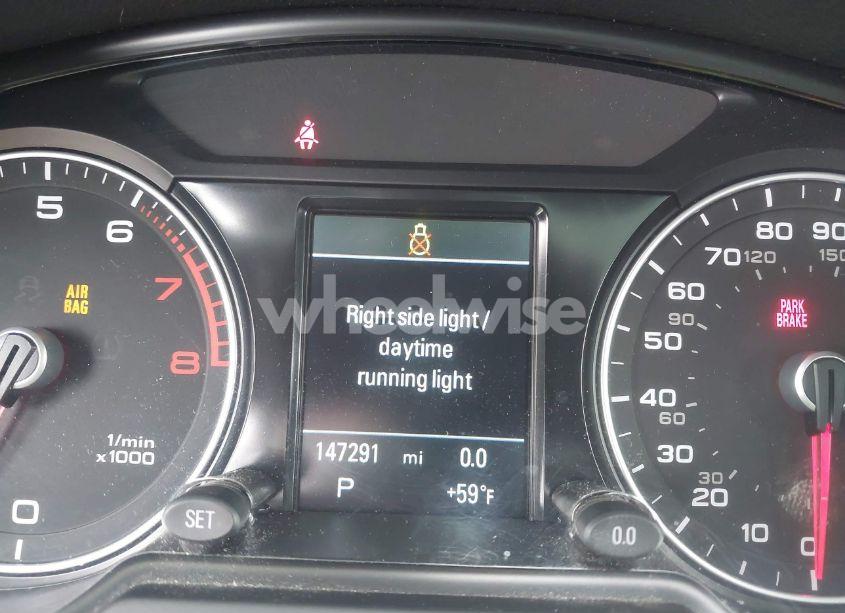 5
6
7
8
AIR
BAG
1/min
x1000
0
SET
wheelwise
Right side light /
daytime
running light
147291 mi 0.0
P +59°F
80
90
70
120
150
60
90
PARK
BRAKE
50
40
60
30
30
20
10
0
0.0